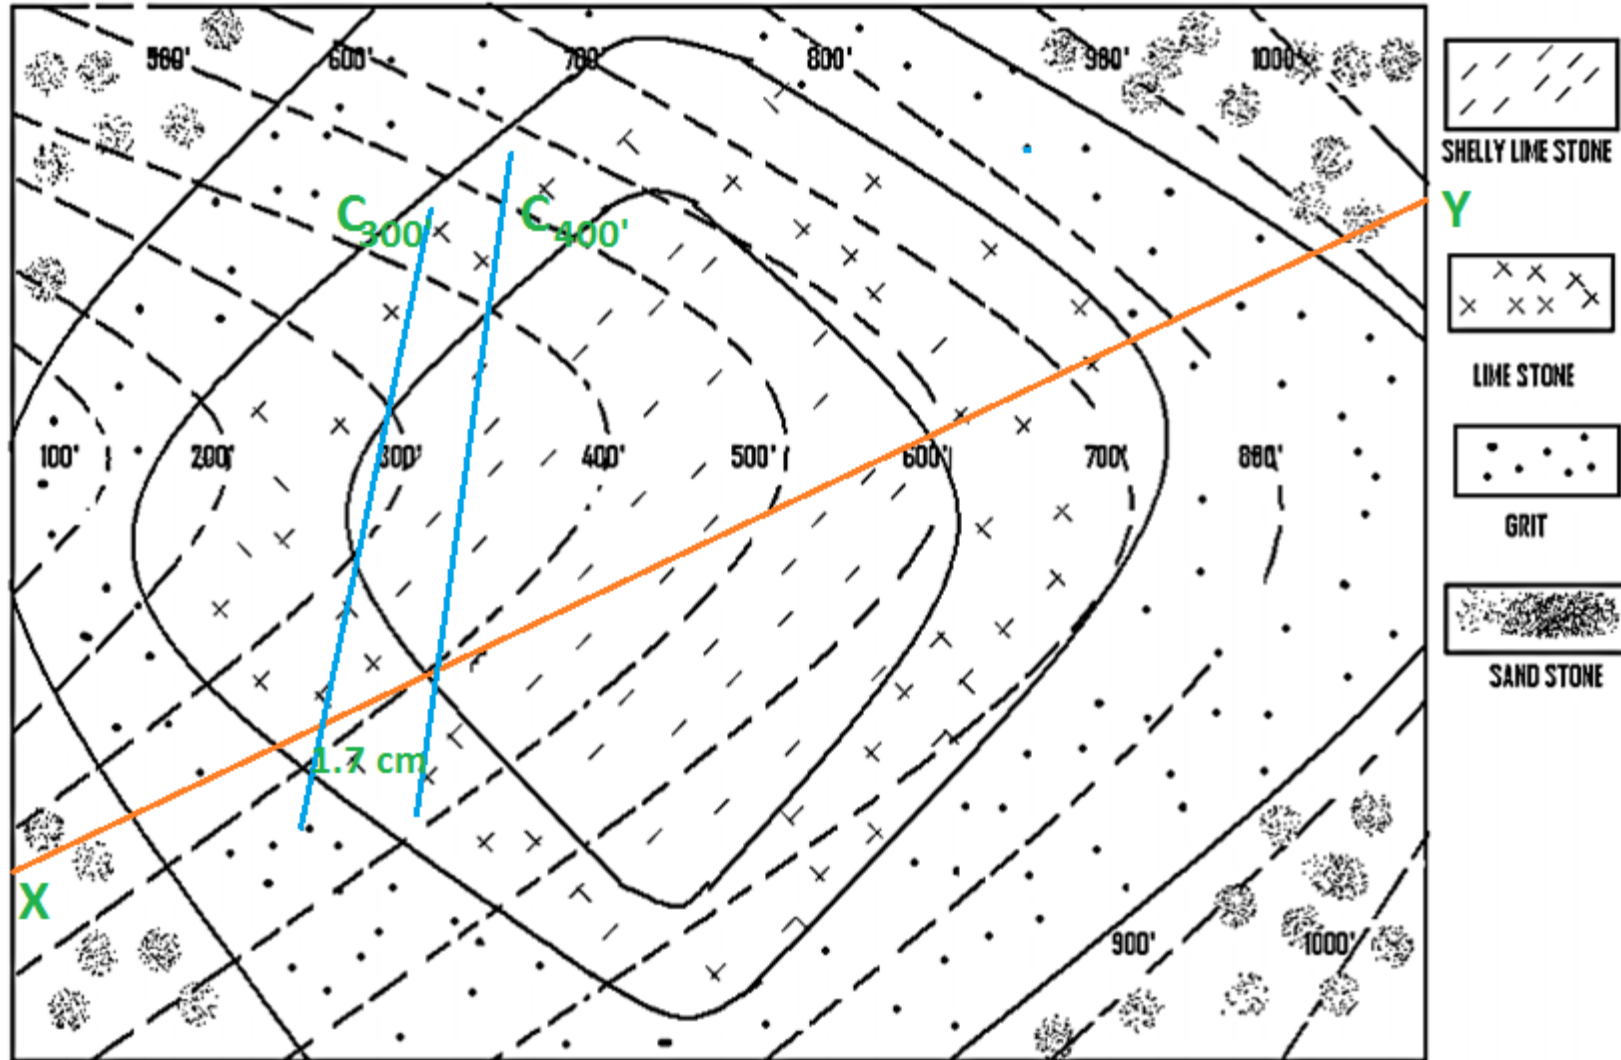 500' 600' 700' 800' 900' 1000'
SHELLY LIME STONE
C300' C400'
Y
LIME STONE
100' 200' 300' 400' 500' 600' 700' 800'
GRIT
SAND STONE
1.7 cm
X
900' 1000'